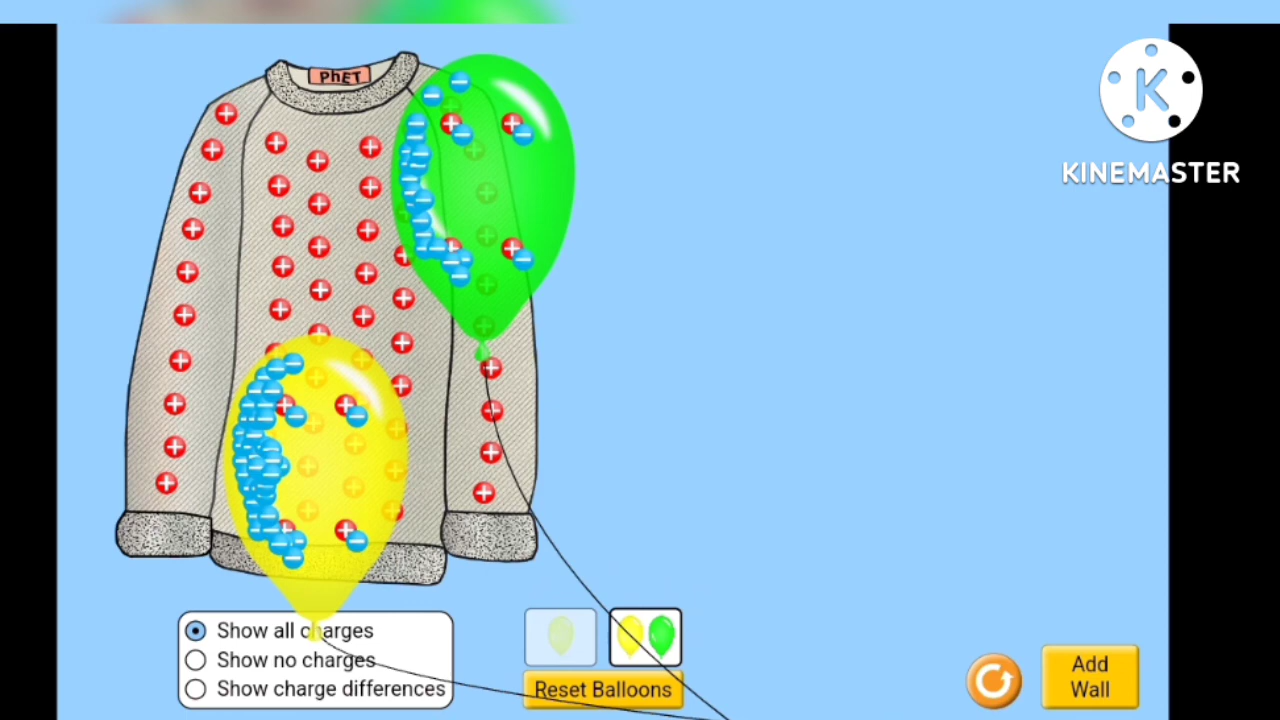 PhET
K
KINEMASTER
Show all charges
Show no charges
Show charge differences
Reset Balloons
Add
Wall